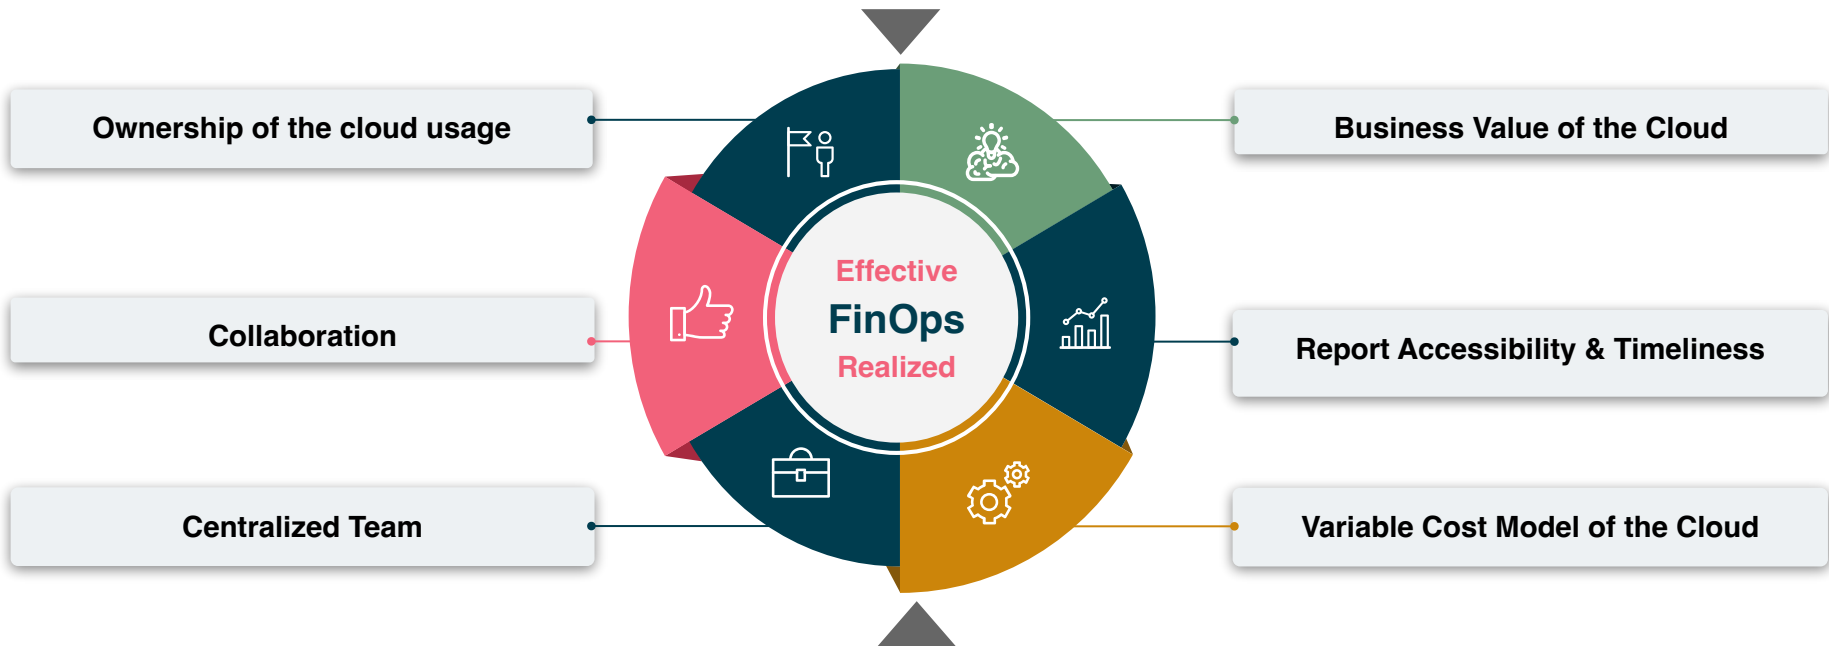 Ownership of the cloud usage
Collaboration
Centralized Team
Effective
FinOps
Realized
Business Value of the Cloud
Report Accessibility & Timeliness
Variable Cost Model of the Cloud